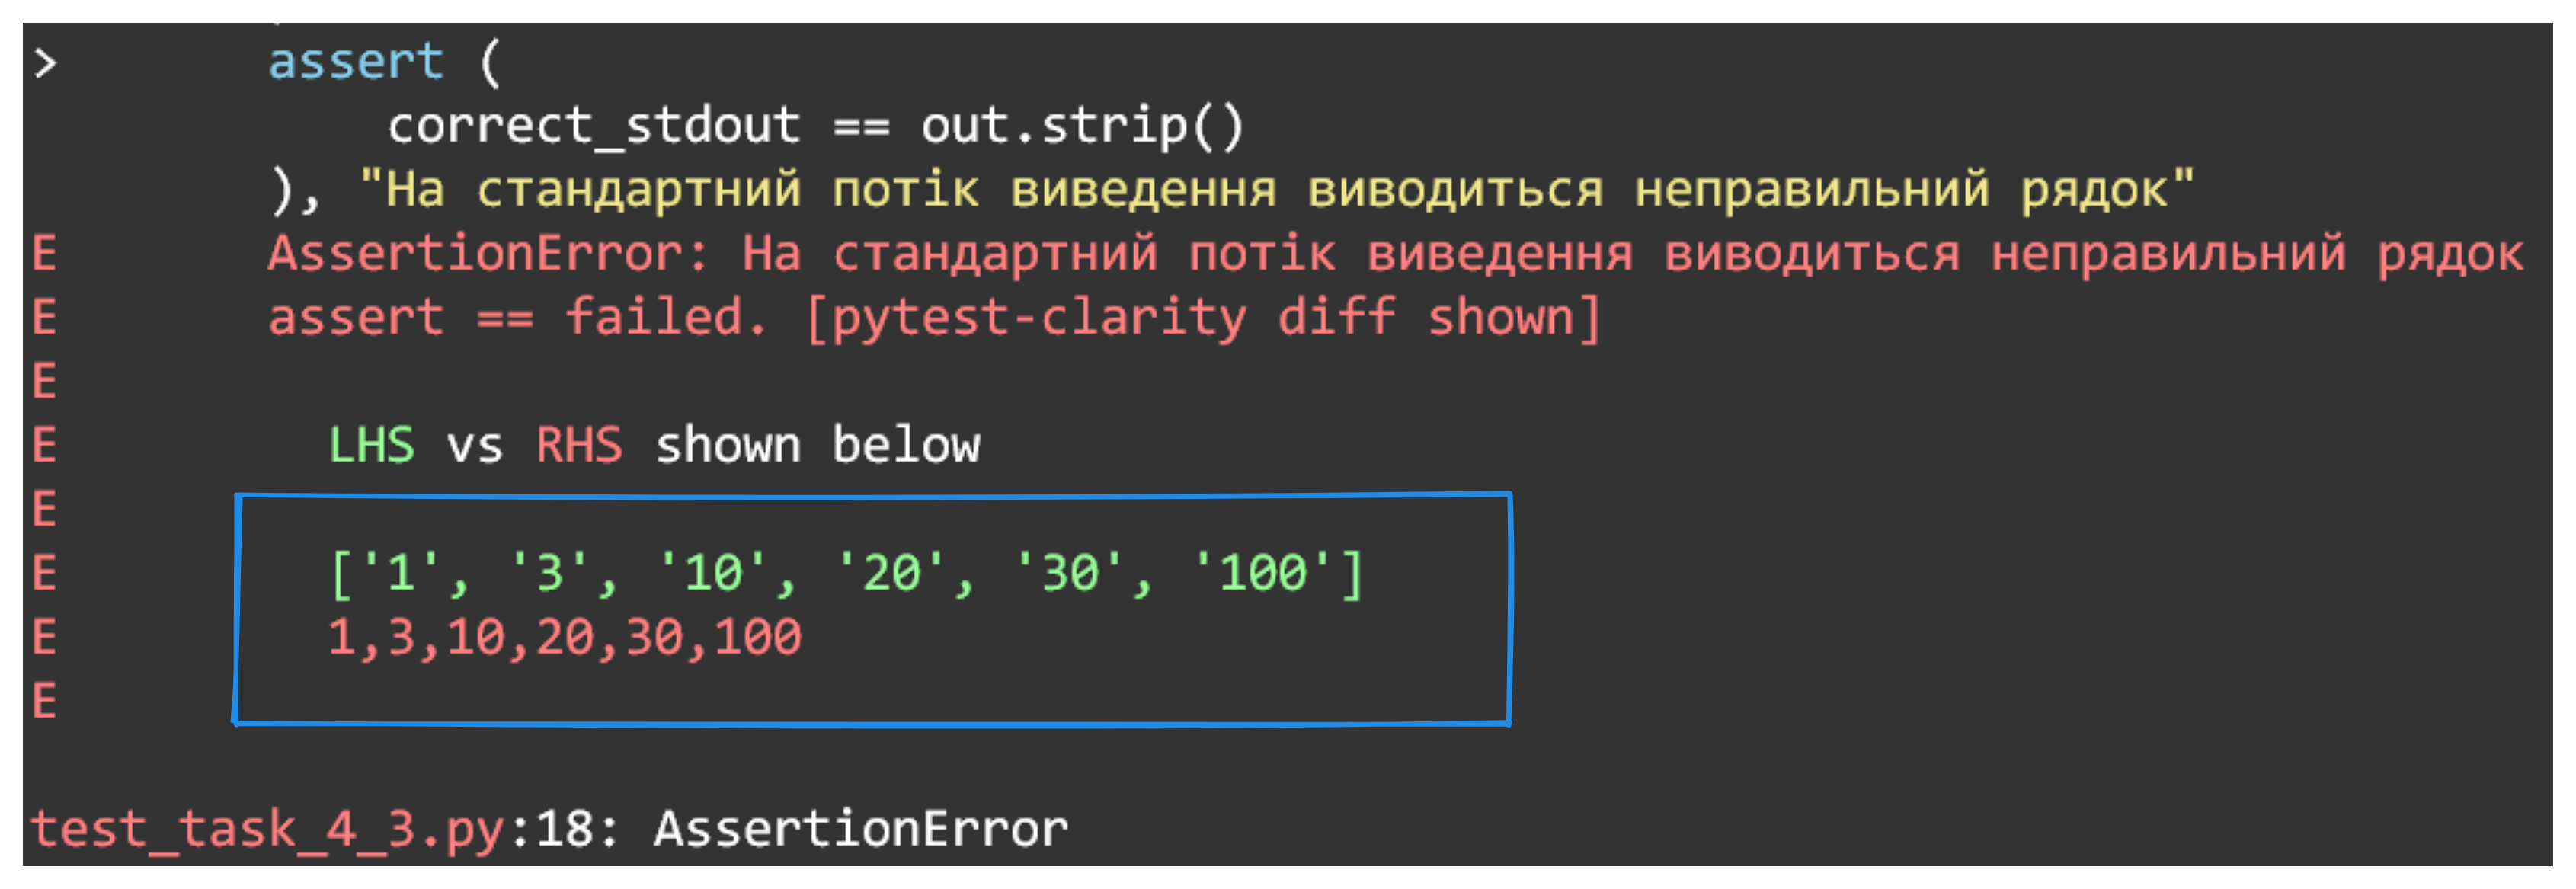 > assert (
correct_stdout == out.strip()
), "На стандартний потік виведення виводиться неправильний рядок"
E AssertionError: На стандартний потік виведення виводиться неправильний рядок
E assert == failed. [pytest-clarity diff shown]
E
E LHS vs RHS shown below
E
E ['1', '3', '10', '20', '30', '100']
E 1,3,10,20,30,100
E
test_task_4_3.py:18: AssertionError